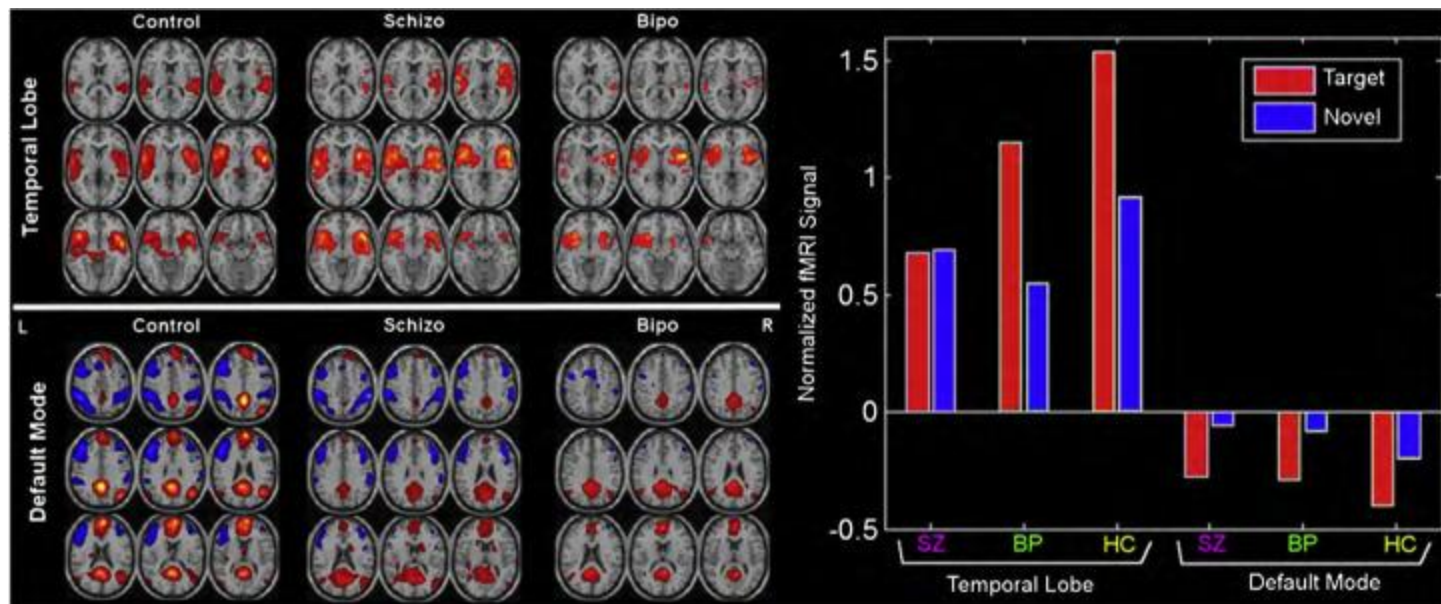 Control Schizo Bipo
Temporal Lobe
L Control Schizo Bipo R
Default Mode
Normalized fMRI Signal
1.5
1
0.5
0
-0.5
Target
Novel
SZ BP HC SZ BP HC
Temporal Lobe Default Mode